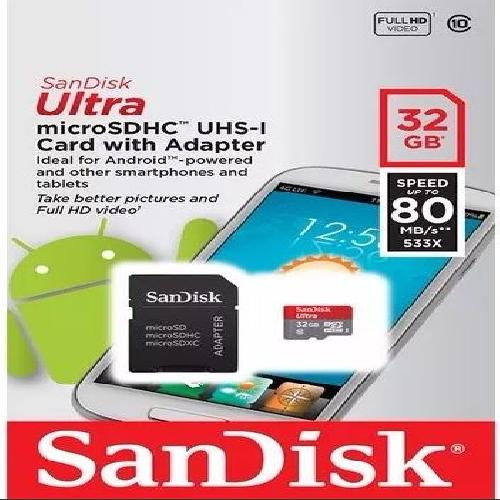 FULL HD
VIDEO
10
SanDisk
Ultra
microSDHC™ UHS-I
Card with Adapter
Ideal for Android™-powered
and other smartphones and
tablets
Take better pictures and
Full HD video¹
32
GB*
SPEED
UP TO
80
MB/s**
533X
4G LTE
12:5
SanDisk
microSD
microSDHC
microSDXC
ADAPTER
SanDisk
Ultra
32 GB
SanDisk®